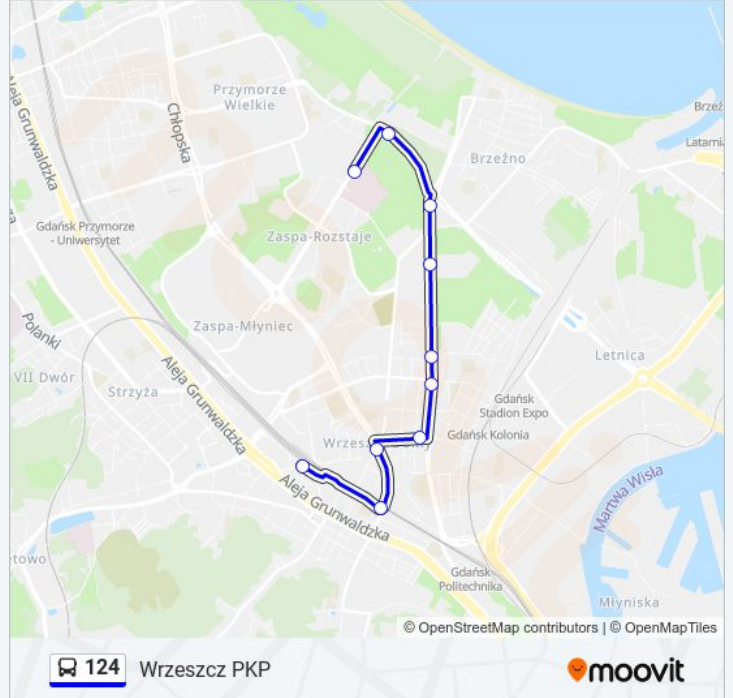 Przymorze
Wielkie
Brzeź
Latarni
Brzeźno
Chłopska
Aleja Grunwaldzka
Gdańsk Przymorze
- Uniwersytet
Zaspa-Rozstaje
Zaspa-Młyniec
Polanki
VII Dwór
Strzyża
Aleja Grunwaldzka
Letnica
Gdańsk
Stadion Expo
Gdańsk Kolonia
Aleja Grunwaldzka
Martwa Wisła
etowo
Gdańsk
Politechnika
Młyniska
© OpenStreetMap contributors | © OpenMapTiles
124 Wrzeszcz PKP
moovit